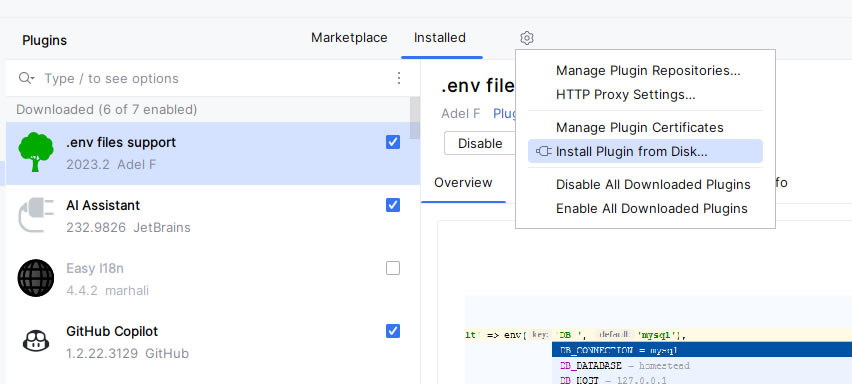 Plugins
Marketplace
Installed
Type / to see options
Downloaded (6 of 7 enabled)
.env files support
2023.2 Adel F
AI Assistant
232.9826 JetBrains
Easy I18n
4.4.2 marhali
GitHub Copilot
1.2.22.3129 GitHub
.env file
Adel F Plug
Disable
Overview
fo
Manage Plugin Repositories...
HTTP Proxy Settings...
Manage Plugin Certificates
Install Plugin from Disk...
Disable All Downloaded Plugins
Enable All Downloaded Plugins
lt' => env( key: 'DB_', default: 'mysql'),
DB_CONNECTION = mysql
DB_DATABASE = homestead
DB_HOST = 127.0.0.1